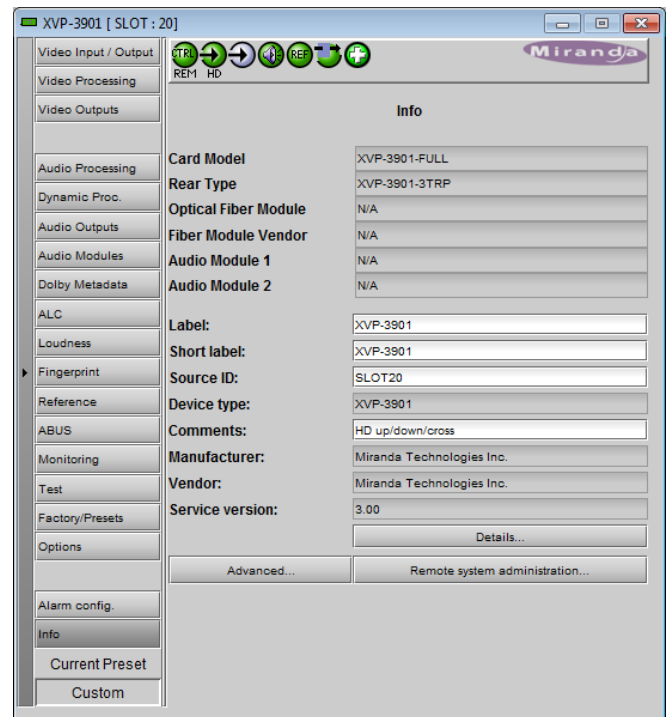 XVP-3901 [ SLOT : 20]
Video Input / Output
Video Processing
Video Outputs
Audio Processing
Dynamic Proc.
Audio Outputs
Audio Modules
Dolby Metadata
ALC
Loudness
Fingerprint
Reference
ABUS
Monitoring
Test
Factory/Presets
Options
Alarm config.
Info
Current Preset
Custom
CTRL
REF
REM HD
Miranda
Info
Card Model XVP-3901-FULL
Rear Type XVP-3901-3TRP
Optical Fiber Module N/A
Fiber Module Vendor N/A
Audio Module 1 N/A
Audio Module 2 N/A
Label: XVP-3901
Short label: XVP-3901
Source ID: SLOT20
Device type: XVP-3901
Comments: HD up/down/cross
Manufacturer: Miranda Technologies Inc.
Vendor: Miranda Technologies Inc.
Service version: 3.00
Details...
Advanced... Remote system administration...